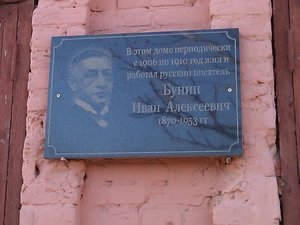 В этом доме периодически
с 1906 по 1910 год жил и
работал русский писатель
Бунин
Иван Алексеевич
1870-1953 г г